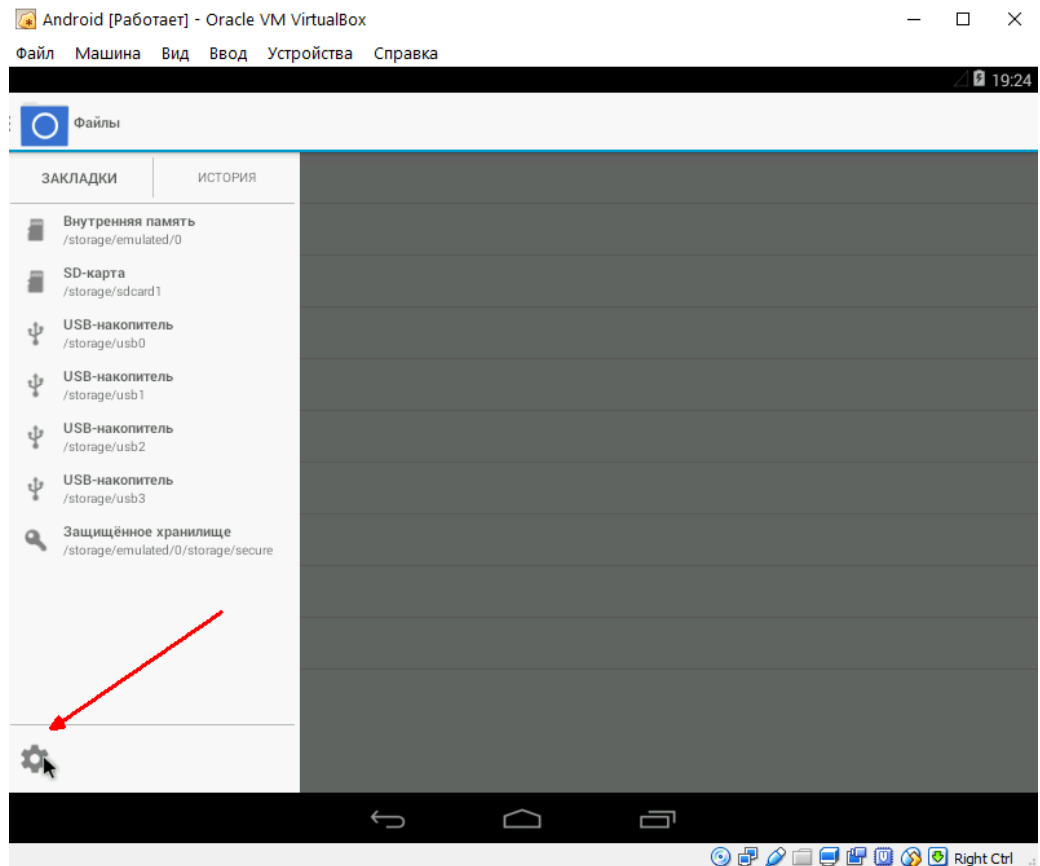 Android [Работает] - Oracle VM VirtualBox
Файл Машина Вид Ввод Устройства Справка
19:24
Файлы
ЗАКЛАДКИ ИСТОРИЯ
Внутренняя память
/storage/emulated/0
SD-карта
/storage/sdcard1
USB-накопитель
/storage/usb0
USB-накопитель
/storage/usb1
USB-накопитель
/storage/usb2
USB-накопитель
/storage/usb3
Защищённое хранилище
/storage/emulated/0/storage/secure
Right Ctrl